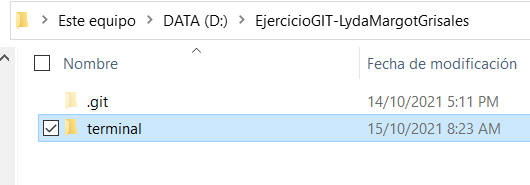 Este equipo > DATA (D:) > EjercicioGIT-LydaMargotGrisales
Nombre Fecha de modificación
.git 14/10/2021 5:11 PM
terminal 15/10/2021 8:23 AM